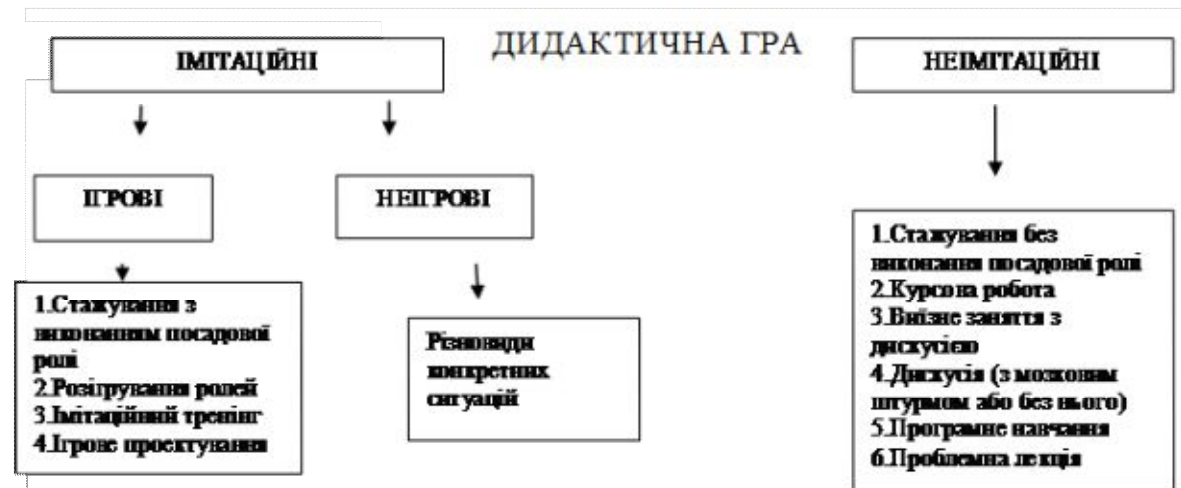 ДИДАКТИЧНА ГРА
ІМІТАЦІЙНІ
НЕІМІТАЦІЙНІ
ІГРОВІ
НЕІГРОВІ
1.Стажування з
виконанням посадової
ролі
2.Розігрування ролей
3.Імітаційний тренінг
4.Ігрове проектування
Різновиди
конкретних
ситуацій
1.Стажування без
виконання посадової ролі
2.Курсова робота
3.Виїзне заняття з
дискусією
4.Дискусія (з мозковим
штурмом або без нього)
5.Програмне навчання
6.Проблемна лекція